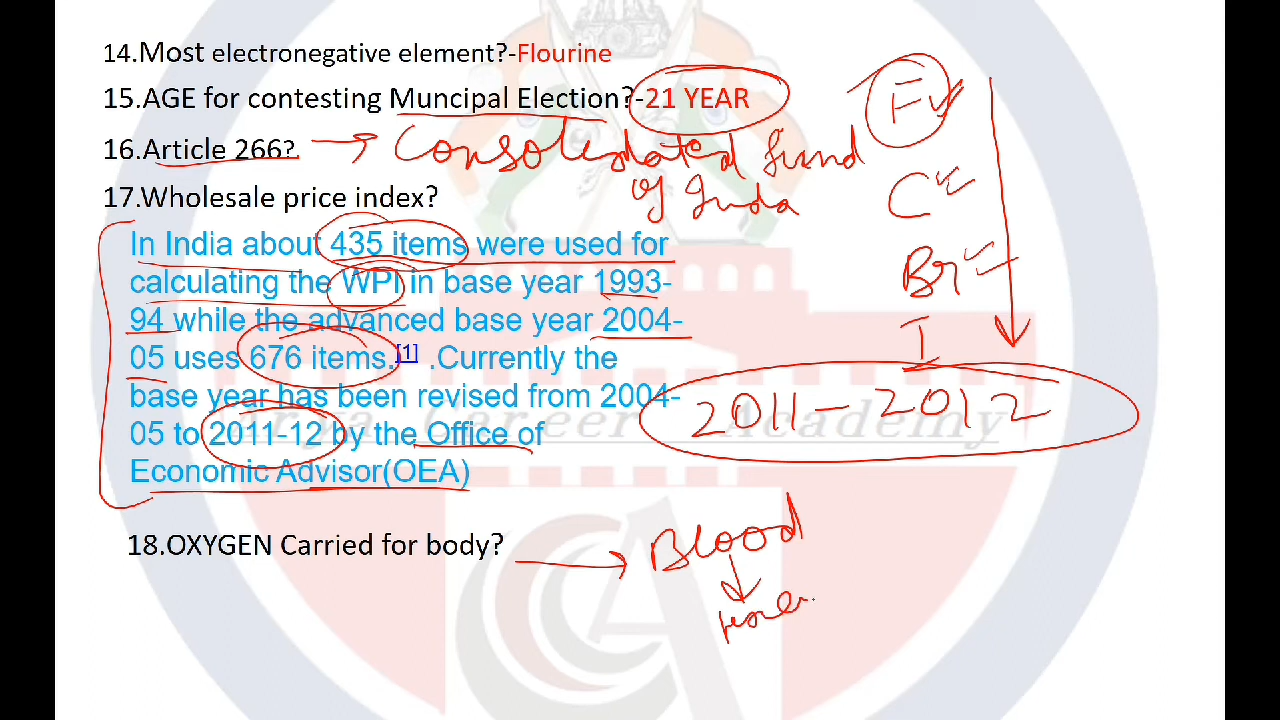 14.Most electronegative element?-Flourine
15.AGE for contesting Muncipal Election?-21 YEAR
16.Article 266? Consolidated fund
of India
17.Wholesale price index?
In India about 435 items were used for
calculating the WPI in base year 1993-
94 while the advanced base year 2004-
05 uses 676 items.[1] .Currently the
base year has been revised from 2004-
05 to 2011-12 by the Office of
Economic Advisor(OEA)
F
Cl
Br
I
2011-2012
Career Academy
18.OXYGEN Carried for body? Blood